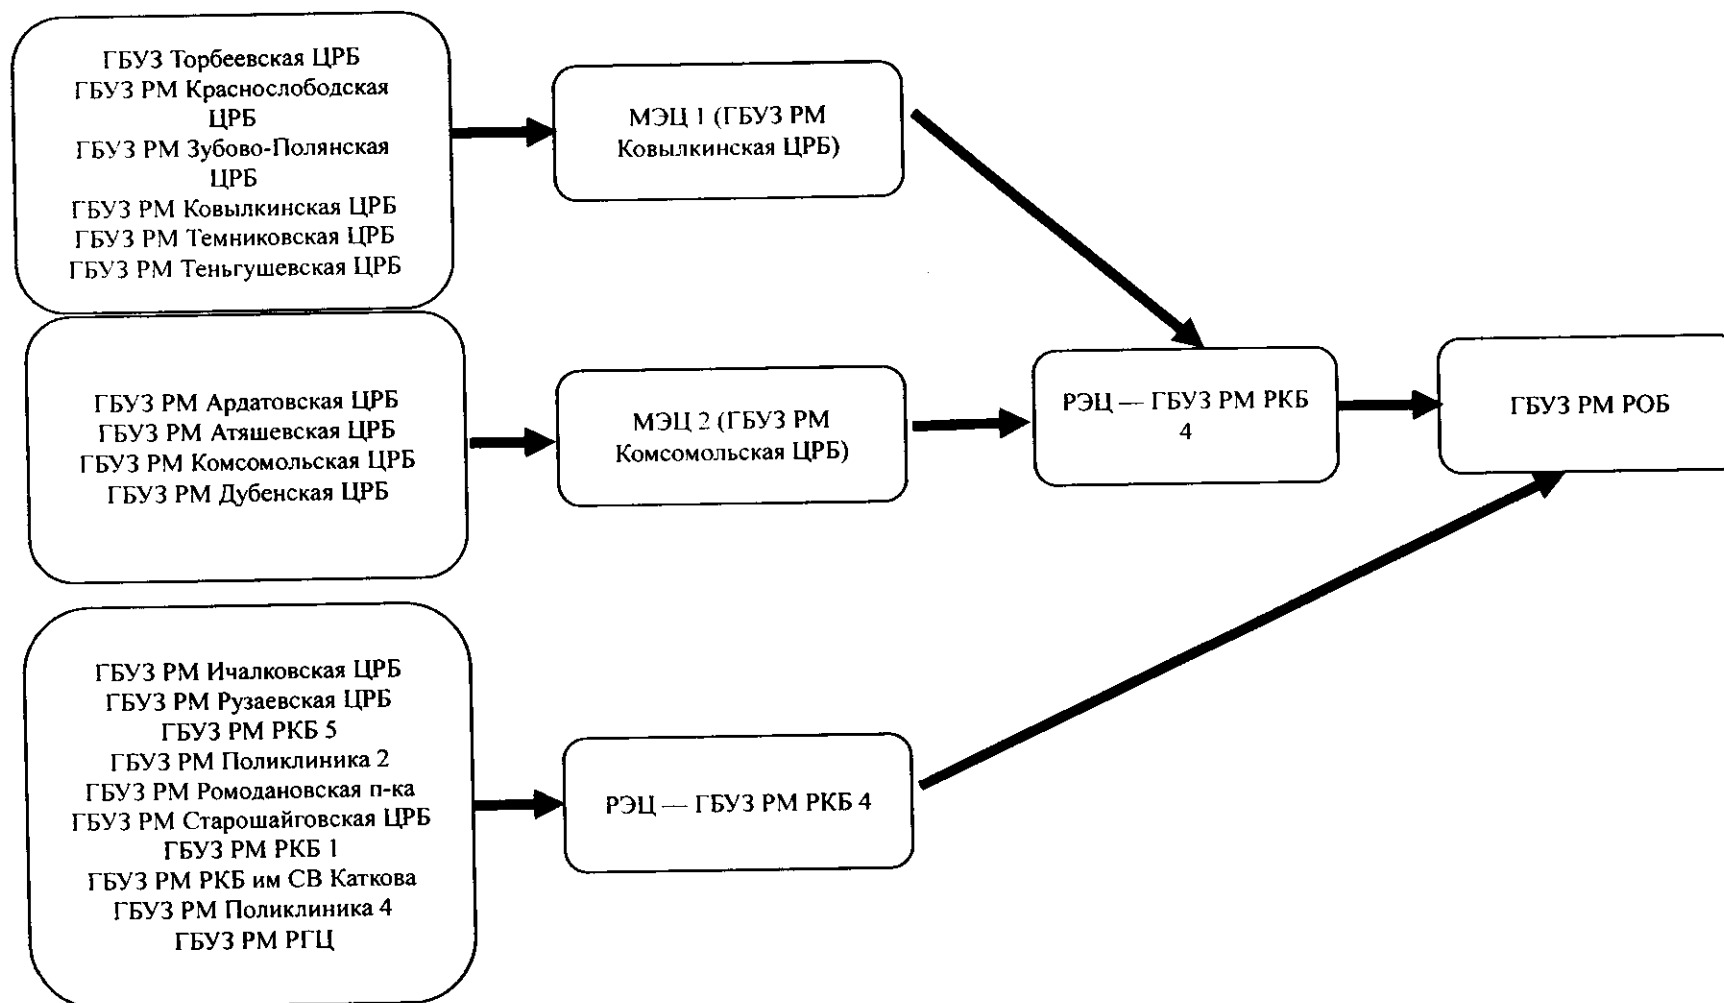 ГБУЗ Торбеевская ЦРБ
ГБУЗ РМ Краснослободская
ЦРБ
ГБУЗ РМ Зубово-Полянская
ЦРБ
ГБУЗ РМ Ковылкинская ЦРБ
ГБУЗ РМ Темниковская ЦРБ
ГБУЗ РМ Теньгушевская ЦРБ
МЭЦ 1 (ГБУЗ РМ
Ковылкинская ЦРБ)
ГБУЗ РМ Ардатовская ЦРБ
ГБУЗ РМ Атяшевская ЦРБ
ГБУЗ РМ Комсомольская ЦРБ
ГБУЗ РМ Дубенская ЦРБ
МЭЦ 2 (ГБУЗ РМ
Комсомольская ЦРБ)
РЭЦ — ГБУЗ РМ РКБ
4
ГБУЗ РМ РОБ
ГБУЗ РМ Ичалковская ЦРБ
ГБУЗ РМ Рузаевская ЦРБ
ГБУЗ РМ РКБ 5
ГБУЗ РМ Поликлиника 2
ГБУЗ РМ Ромодановская п-ка
ГБУЗ РМ Старошайговская ЦРБ
ГБУЗ РМ РКБ 1
ГБУЗ РМ РКБ им СВ Каткова
ГБУЗ РМ Поликлиника 4
ГБУЗ РМ РГЦ
РЭЦ — ГБУЗ РМ РКБ 4